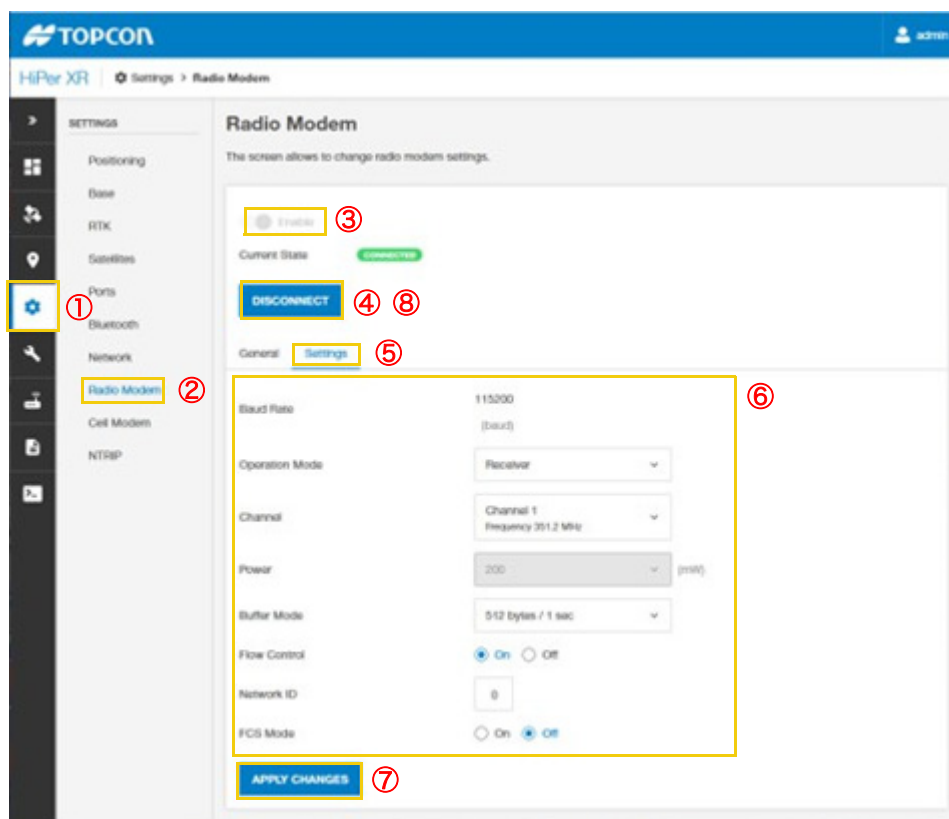 TOPCON
admin
HiPer XR
Settings > Radio Modem
SETTINGS
Positioning
Base
RTK
Satellites
Ports
Bluetooth
Network
Radio Modem
Cell Modem
NTRIP
①
②
Radio Modem
The screen allows to change radio modem settings.
Enable ③
Current State CONNECTED
DISCONNECT ④ ⑧
General Settings ⑤
⑥
Baud Rate 115200
(baud)
Operation Mode Receiver
Channel Channel 1
Frequency 351.2 MHz
Power 200 (mW)
Buffer Mode 512 bytes / 1 sec
Flow Control On Off
Network ID 0
FCS Mode On Off
APPLY CHANGES ⑦